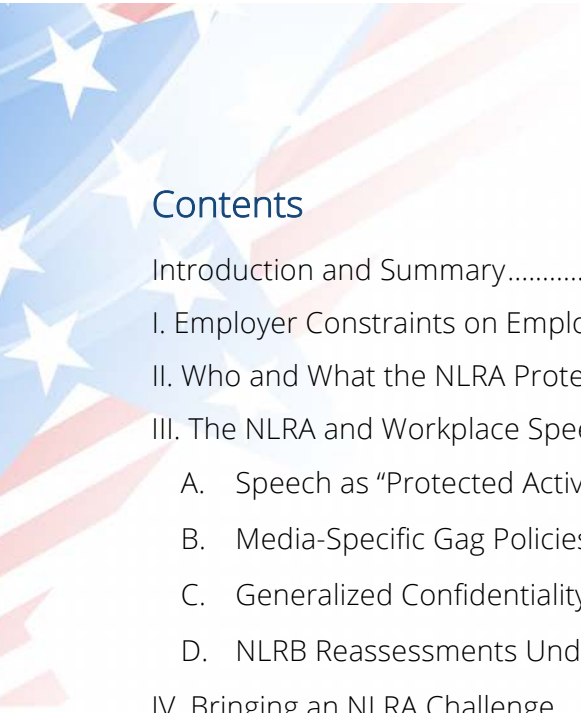 Contents
Introduction and Summary...........
I. Employer Constraints on Emplo
II. Who and What the NLRA Prote
III. The NLRA and Workplace Spee
A. Speech as “Protected Activ
B. Media-Specific Gag Policies
C. Generalized Confidentiality
D. NLRB Reassessments Und
IV. Bringing an NLRA Challenge